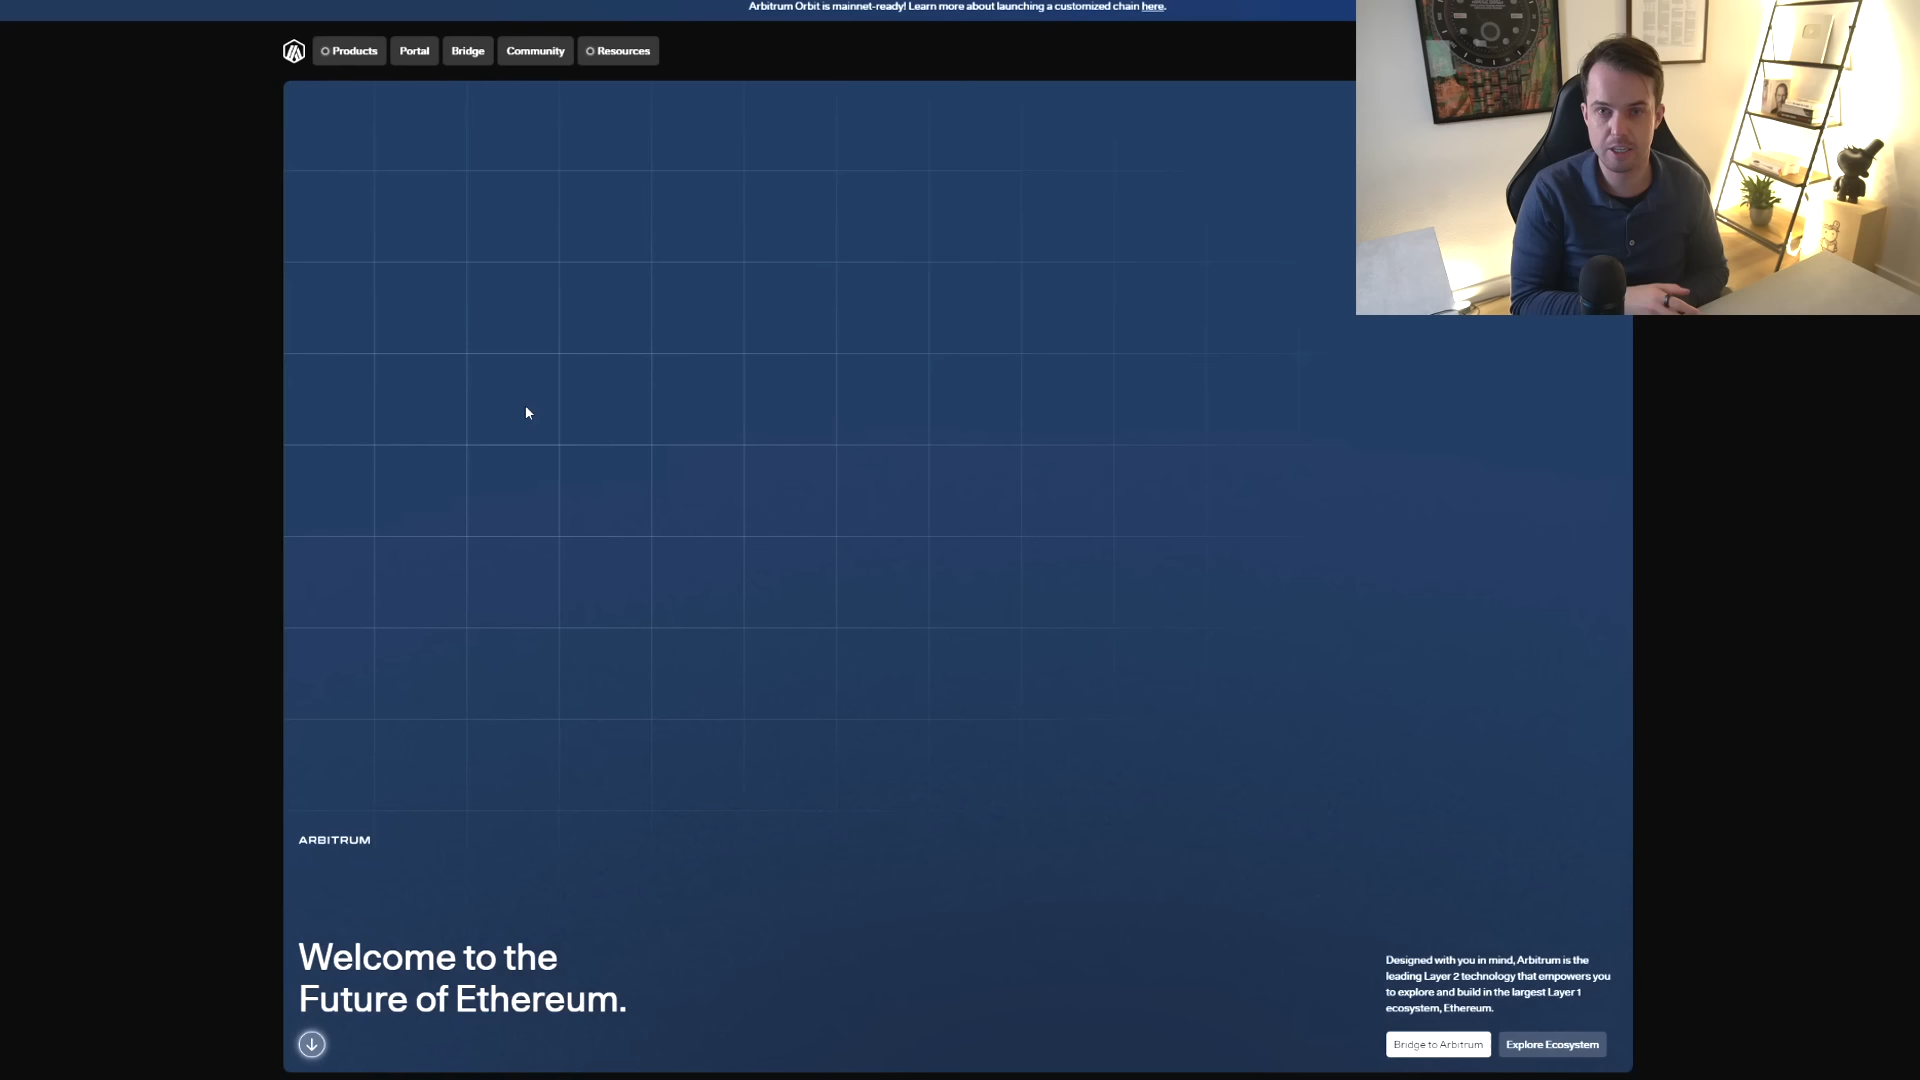 Arbitrum Orbit is mainnet-ready! Learn more about launching a customized chain here.
Products
Portal
Bridge
Community
Resources
ARBITRUM
Welcome to the
Future of Ethereum.
Designed with you in mind, Arbitrum is the
leading Layer 2 technology that empowers you
to explore and build in the largest Layer 1
ecosystem, Ethereum.
Bridge to Arbitrum
Explore Ecosystem